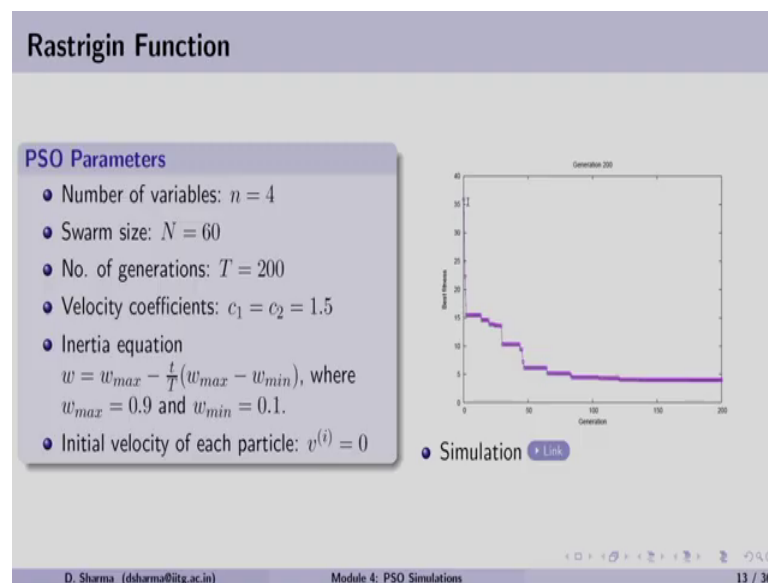 Rastrigin Function
PSO Parameters
Number of variables: n = 4
Swarm size: N = 60
No. of generations: T = 200
Velocity coefficients: c₁ = c₂ = 1.5
Inertia equation
w = wₘₐₓ − t/T(wₘₐₓ − wₘᵢₙ), where
wₘₐₓ = 0.9 and wₘᵢₙ = 0.1.
Initial velocity of each particle: v⁽ⁱ⁾ = 0
Generation 200
40
35
30
25
20
15
10
5
0
Best fitness
0 50 100 150 200
Generation
Simulation Link
D. Sharma (dsharma@iitg.ac.in) Module 4: PSO Simulations 13 /